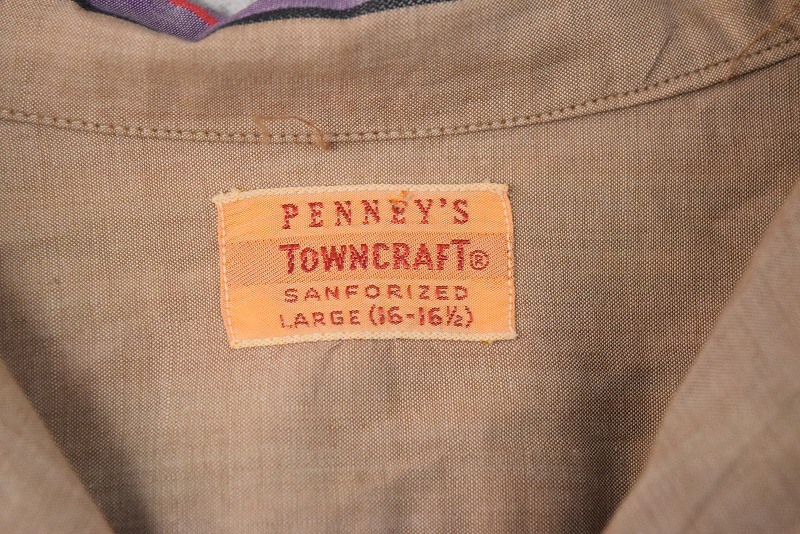 PENNEY'S
TOWNCRAFT®
SANFORIZED
LARGE (16-16½)